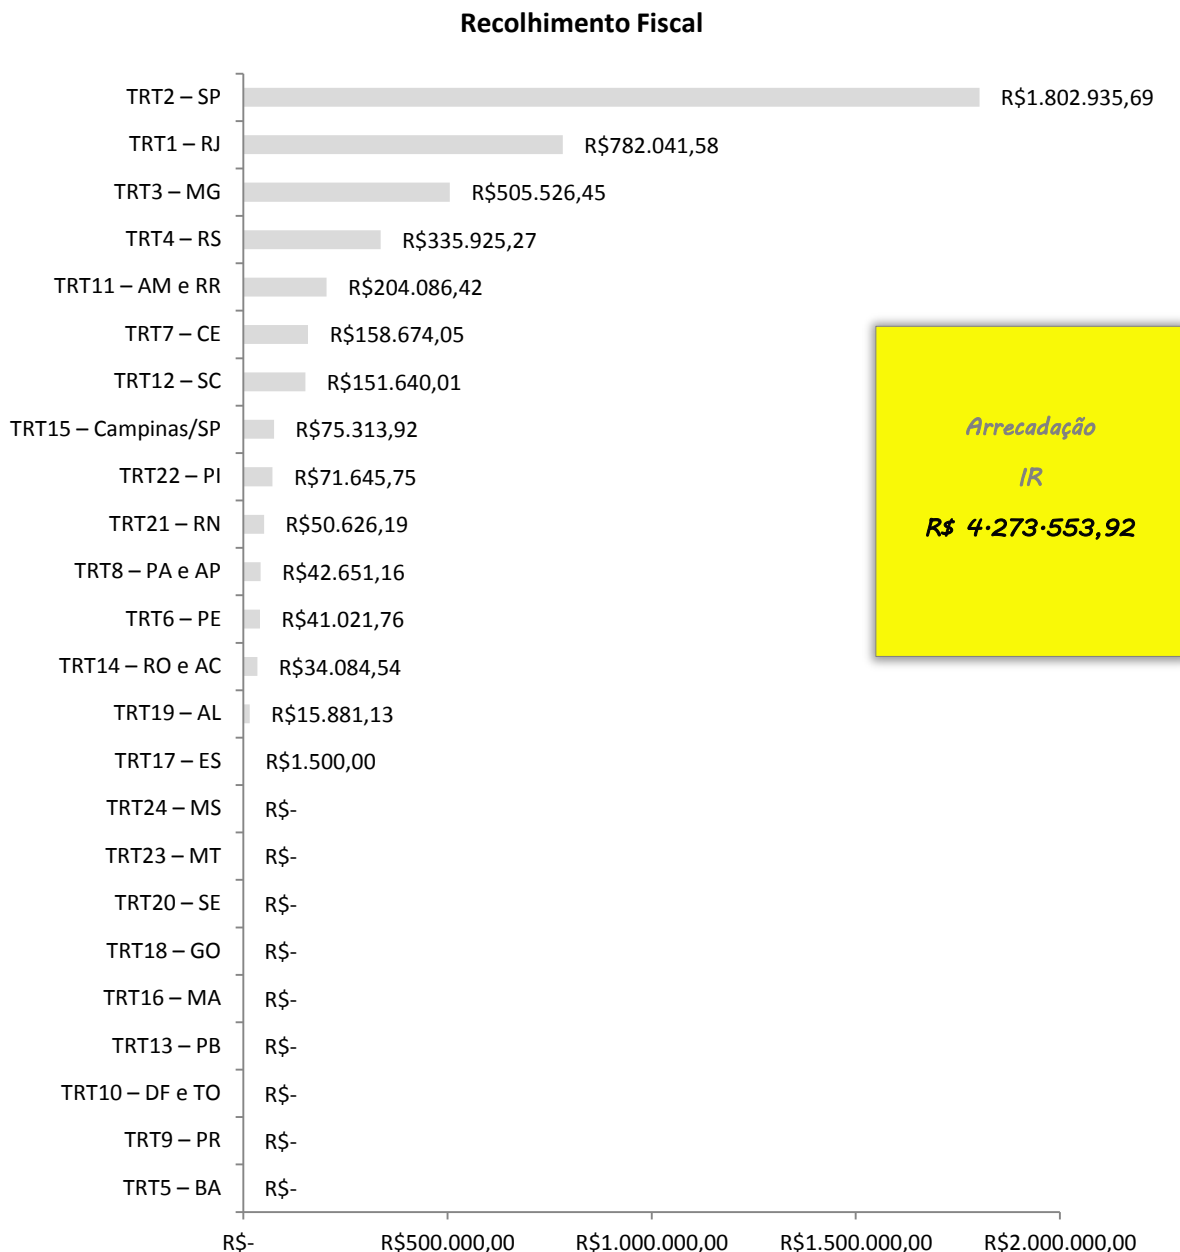 Recolhimento Fiscal
TRT2 – SP R$1.802.935,69
TRT1 – RJ R$782.041,58
TRT3 – MG R$505.526,45
TRT4 – RS R$335.925,27
TRT11 – AM e RR R$204.086,42
TRT7 – CE R$158.674,05
TRT12 – SC R$151.640,01
TRT15 – Campinas/SP R$75.313,92
TRT22 – PI R$71.645,75
TRT21 – RN R$50.626,19
TRT8 – PA e AP R$42.651,16
TRT6 – PE R$41.021,76
TRT14 – RO e AC R$34.084,54
TRT19 – AL R$15.881,13
TRT17 – ES R$1.500,00
TRT24 – MS R$-
TRT23 – MT R$-
TRT20 – SE R$-
TRT18 – GO R$-
TRT16 – MA R$-
TRT13 – PB R$-
TRT10 – DF e TO R$-
TRT9 – PR R$-
TRT5 – BA R$-
R$- R$500.000,00 R$1.000.000,00 R$1.500.000,00 R$2.000.000,00
Arrecadação
IR
R$ 4.273.553,92